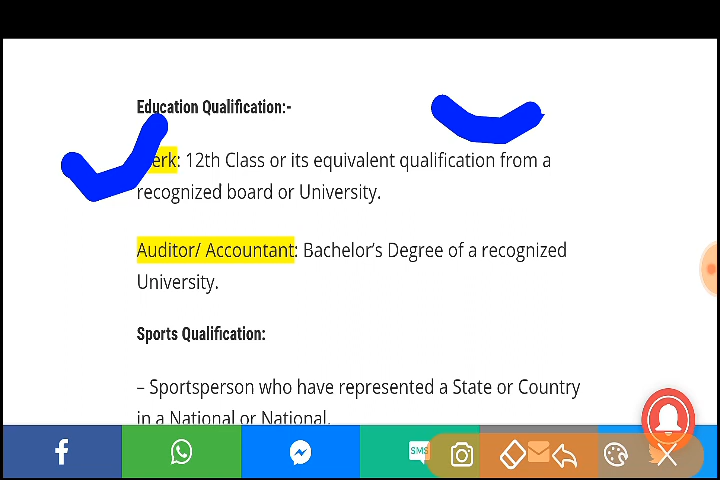 Education Qualification:-
erk: 12th Class or its equivalent qualification from a
recognized board or University.
Auditor/ Accountant: Bachelor's Degree of a recognized
University.
Sports Qualification:
– Sportsperson who have represented a State or Country
in a National or National.
f
SMS